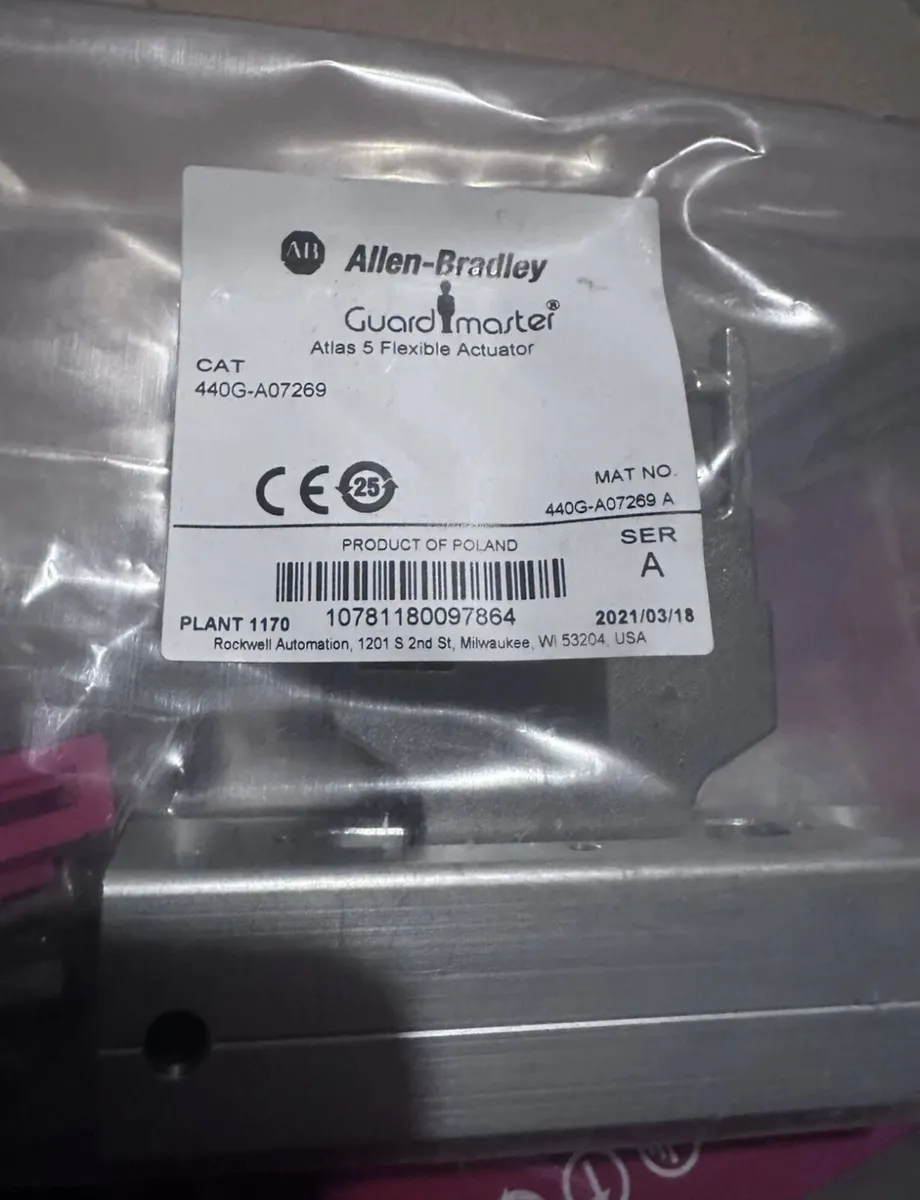 AB Allen-Bradley
Guardmaster®
Atlas 5 Flexible Actuator
CAT
440G-A07269
MAT NO.
440G-A07269 A
CE 25
PRODUCT OF POLAND
SER
A
PLANT 1170
10781180097864
2021/03/18
Rockwell Automation, 1201 S 2nd St, Milwaukee, WI 53204, USA